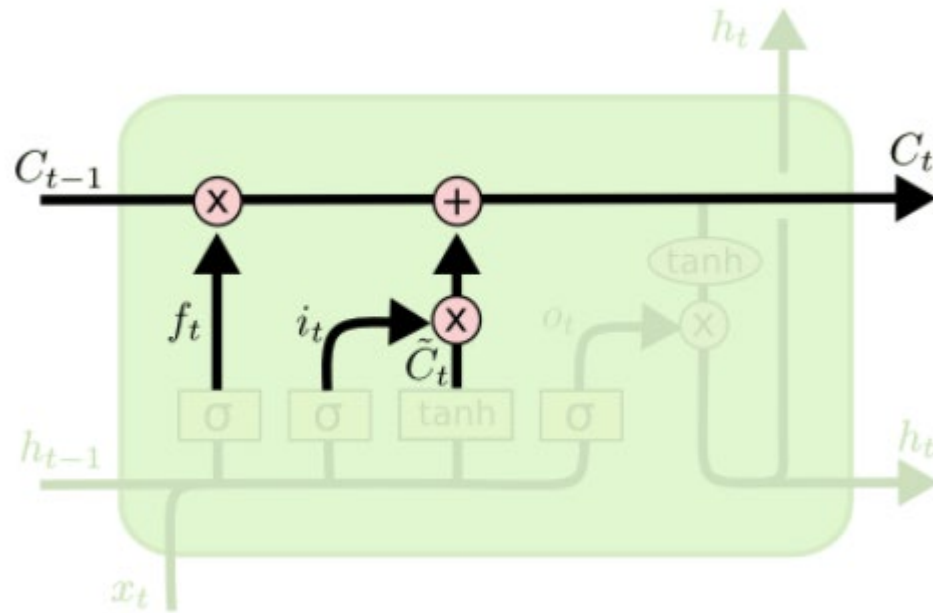 h_t
C_{t-1}
C_t
x
+
tanh
f_t
i_t
x
o_t
x
C̃_t
σ
σ
tanh
σ
h_{t-1}
h_t
x_t